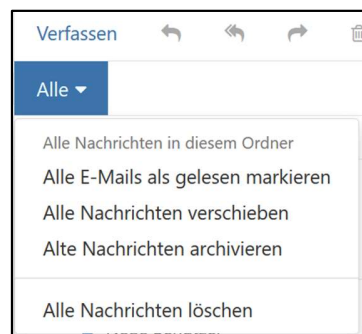 Verfassen
Alle
Alle Nachrichten in diesem Ordner
Alle E-Mails als gelesen markieren
Alle Nachrichten verschieben
Alte Nachrichten archivieren
Alle Nachrichten löschen